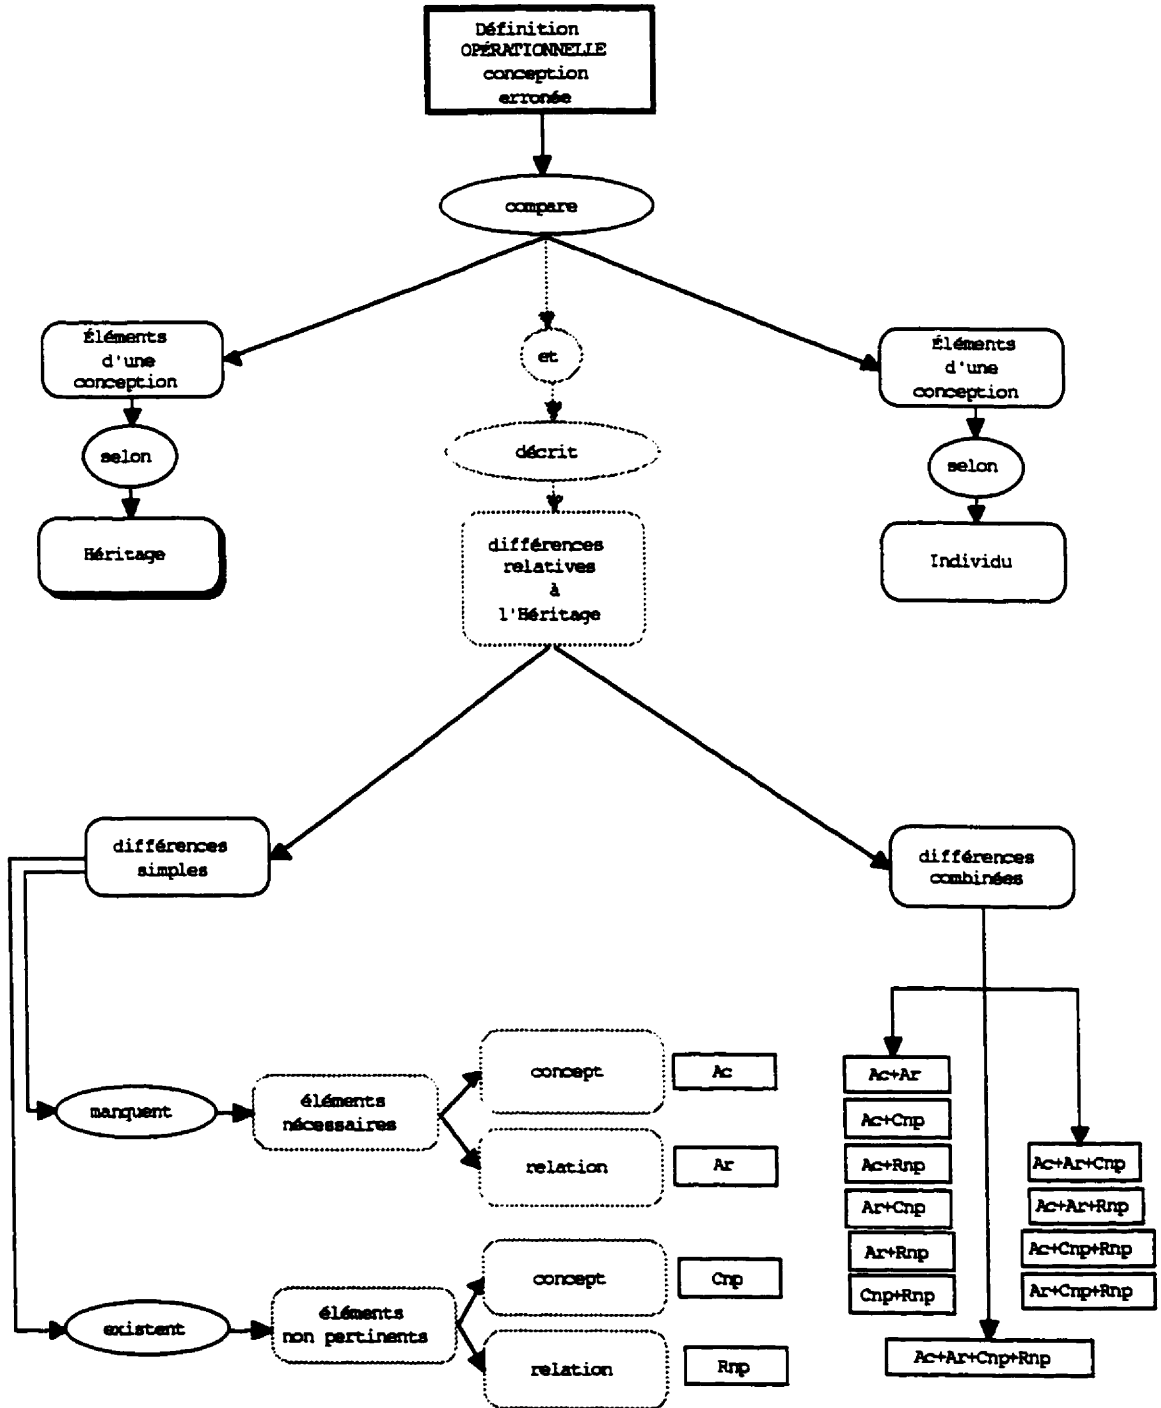 Définition
OPÉRATIONNELLE
conception
erronée
compare
Éléments
d'une
conception
et
Éléments
d'une
conception
selon
décrit
selon
Héritage
différences
relatives
à
l'Héritage
Individu
différences
simples
différences
combinées
manquent
éléments
nécessaires
concept
Ac
relation
Ar
existent
éléments
non pertinents
concept
Cnp
relation
Rnp
Ac+Ar
Ac+Cnp
Ac+Rnp
Ar+Cnp
Ar+Rnp
Cnp+Rnp
Ac+Ar+Cnp
Ac+Ar+Rnp
Ac+Cnp+Rnp
Ar+Cnp+Rnp
Ac+Ar+Cnp+Rnp